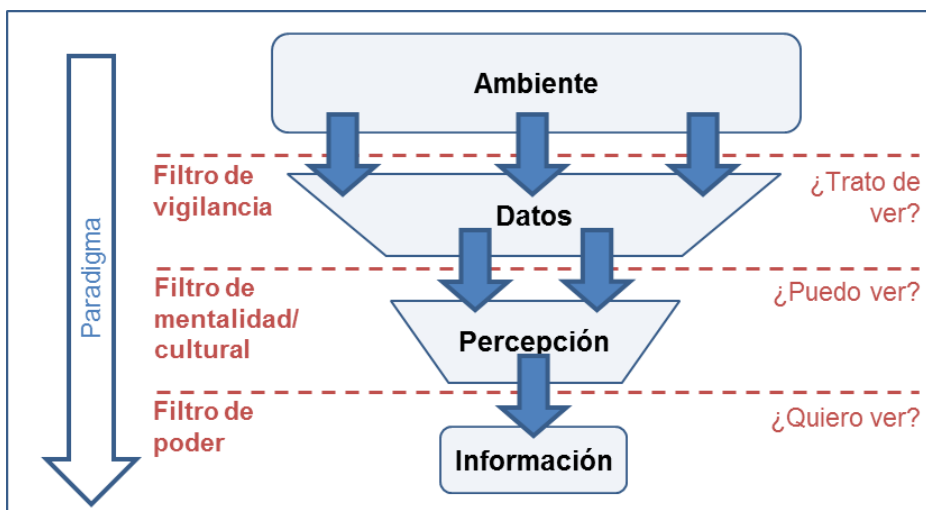 Ambiente
Filtro de
vigilancia
¿Trato de
ver?
Datos
Paradigma
Filtro de
mentalidad/
cultural
¿Puedo ver?
Percepción
Filtro de
poder
¿Quiero ver?
Información